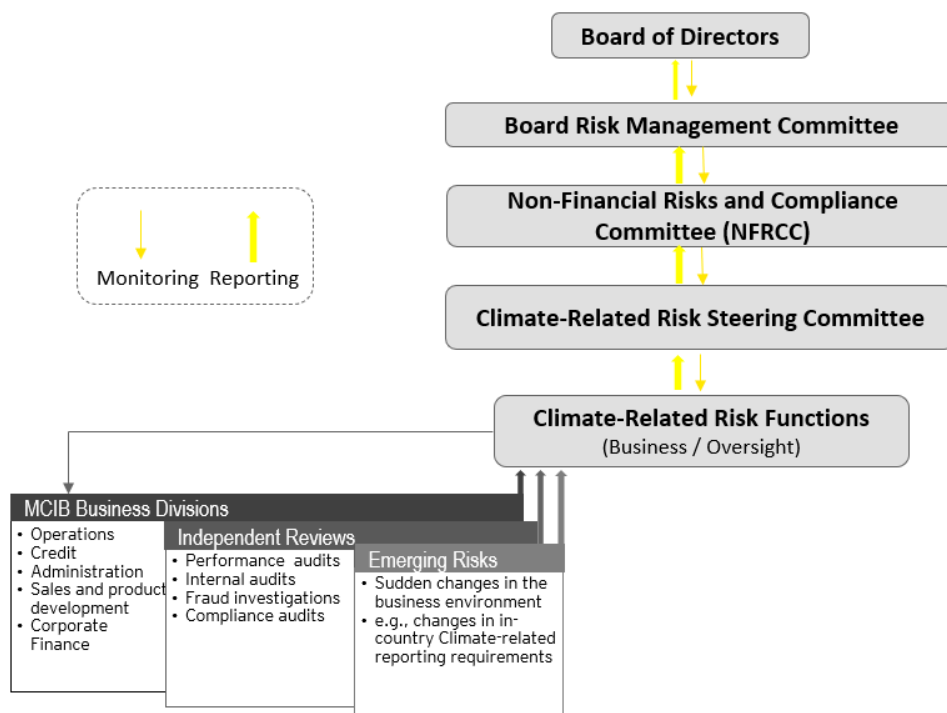 Board of Directors
Board Risk Management Committee
Non-Financial Risks and Compliance
Committee (NFRCC)
Monitoring Reporting
Climate-Related Risk Steering Committee
Climate-Related Risk Functions
(Business / Oversight)
MCIB Business Divisions
• Operations
• Credit
• Administration
• Sales and product
development
• Corporate
Finance
Independent Reviews
• Performance audits
• Internal audits
• Fraud investigations
• Compliance audits
Emerging Risks
• Sudden changes in the
business environment
• e.g., changes in in-
country Climate-related
reporting requirements